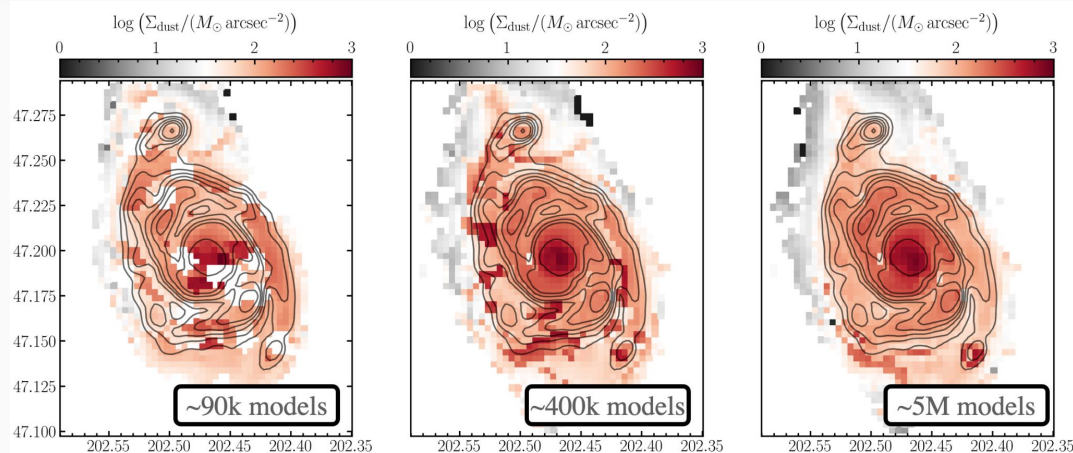 log (Σdust/(M⊙ arcsec⁻²)) log (Σdust/(M⊙ arcsec⁻²)) log (Σdust/(M⊙ arcsec⁻²))
0 1 2 3 0 1 2 3 0 1 2 3
47.275
47.250
47.225
47.200
47.175
47.150
47.125
47.100
~90k models ~400k models ~5M models
202.55 202.50 202.45 202.40 202.35 202.55 202.50 202.45 202.40 202.35 202.55 202.50 202.45 202.40 202.35